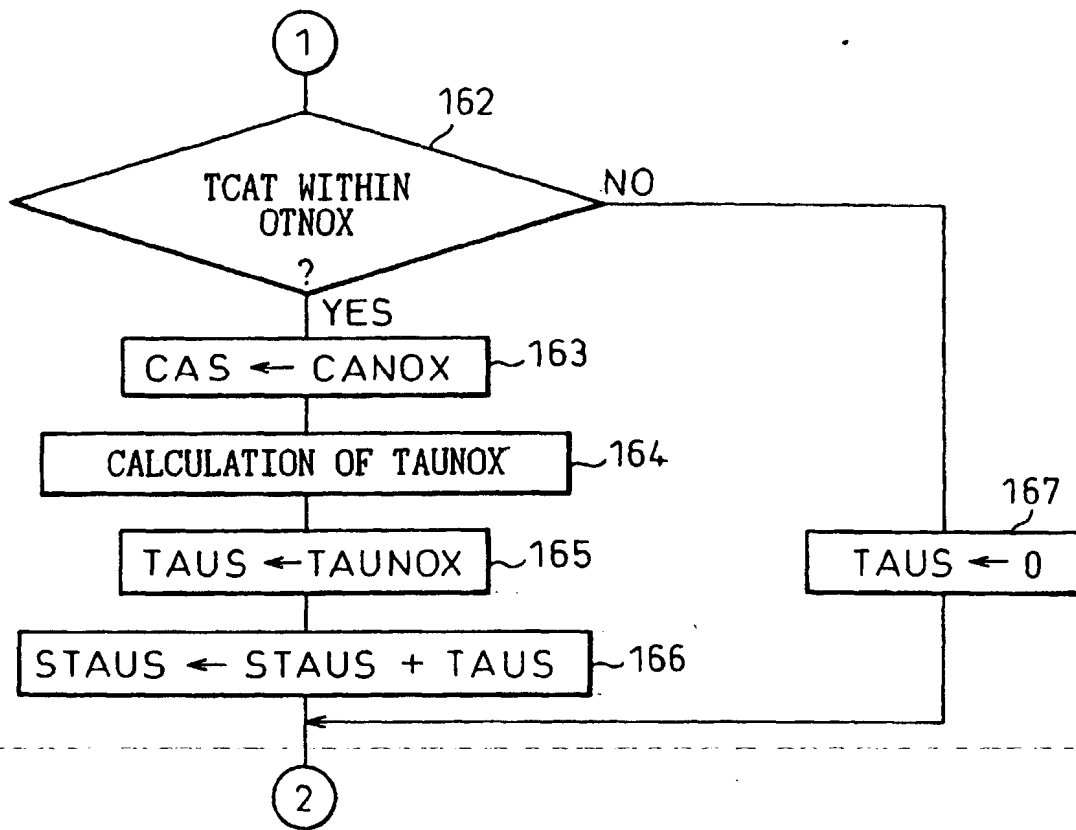 1
162
TCAT WITHIN
OTNOX
?
NO
YES
CAS ← CANOX
163
CALCULATION OF TAUNOX
164
TAUS ← TAUNOX
165
167
TAUS ← 0
STAUS ← STAUS + TAUS
166
2